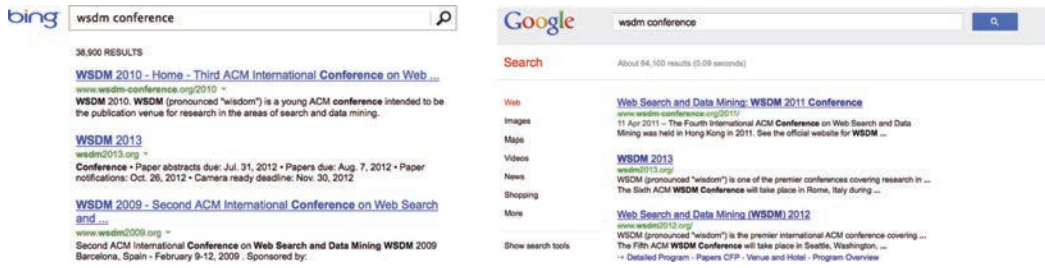 bing
wsdm conference
38,900 RESULTS
WSDM 2010 - Home - Third ACM International Conference on Web ...
www.wsdm-conference.org/2010
WSDM 2010. WSDM (pronounced "wisdom") is a young ACM conference intended to be
the publication venue for research in the areas of search and data mining.
WSDM 2013
wsdm2013.org
Conference • Paper abstracts due: Jul. 31, 2012 • Papers due: Aug. 7, 2012 • Paper
notifications: Oct. 26, 2012 • Camera ready deadline: Nov. 30, 2012
WSDM 2009 - Second ACM International Conference on Web Search
and ...
www.wsdm2009.org
Second ACM International Conference on Web Search and Data Mining WSDM 2009
Barcelona, Spain - February 9-12, 2009 . Sponsored by:
Google
wsdm conference
Search
About 64,100 results (0.09 seconds)
Web
Images
Maps
Videos
News
Shopping
More
Show search tools
Web Search and Data Mining: WSDM 2011 Conference
www.wsdm-conference.org/2011/
11 Apr 2011 – The Fourth International ACM Conference on Web Search and Data
Mining was held in Hong Kong in 2011. See the official website for WSDM ...
WSDM 2013
wsdm2013.org/
WSDM (pronounced "wisdom") is one of the premier conferences covering research in ...
The Sixth ACM WSDM Conference will take place in Rome, Italy during ...
Web Search and Data Mining (WSDM) 2012
www.wsdm2012.org/
WSDM (pronounced "wisdom") is the premier international ACM conference covering ...
The Fifth ACM WSDM Conference will take place in Seattle, Washington, ...
↪ Detailed Program - Papers CFP - Venue and Hotel - Program Overview